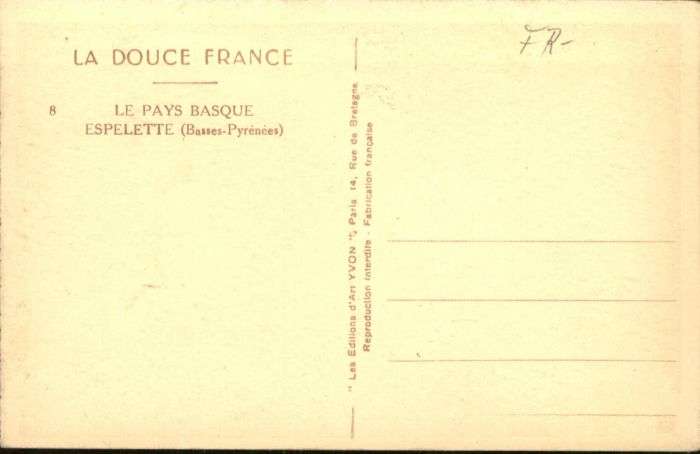 LA DOUCE FRANCE
8 LE PAYS BASQUE
ESPELETTE (Basses-Pyrénées)
" Les Editions d'Art YVON ", Paris 14, Rue de Bretagne
Reproduction interdite - Fabrication française
FR-